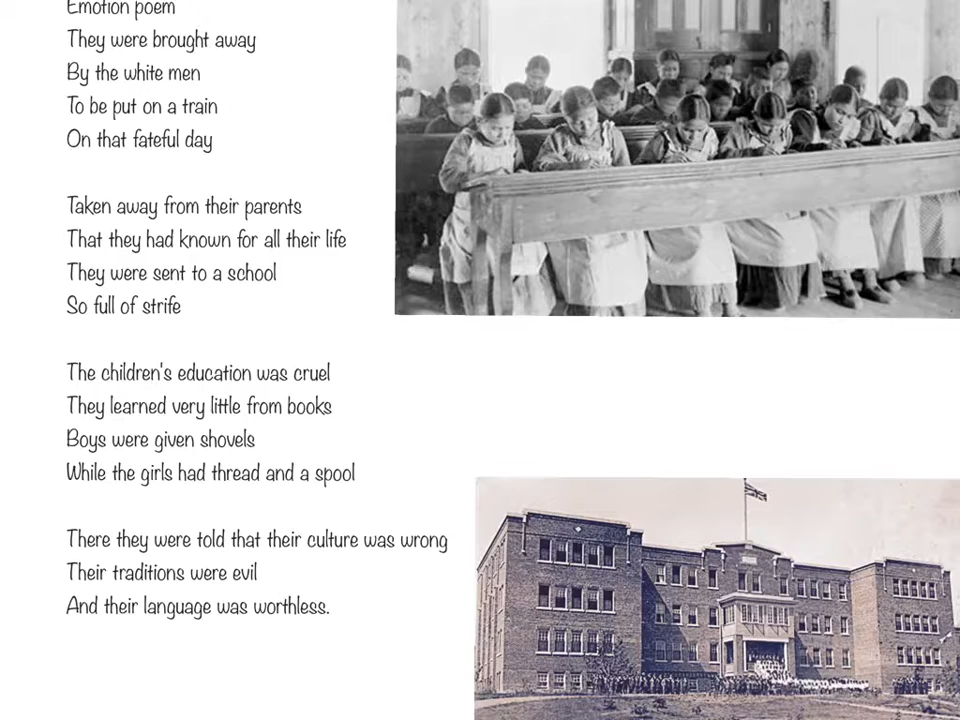 Emotion poem
They were brought away
By the white men
To be put on a train
On that fateful day
Taken away from their parents
That they had known for all their life
They were sent to a school
So full of strife
The children's education was cruel
They learned very little from books
Boys were given shovels
While the girls had thread and a spool
There they were told that their culture was wrong
Their traditions were evil
And their language was worthless.